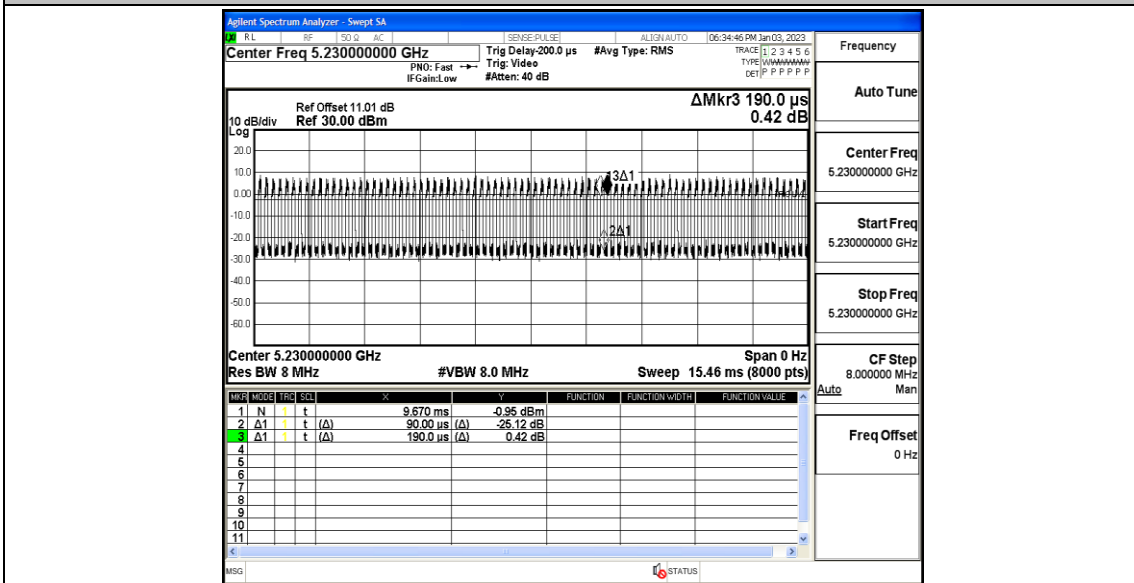 Agilent Spectrum Analyzer - Swept SA
RL RF 50 Ω AC SENSE:PULSE ALIGN AUTO 06:34:46 PM Jan 03, 2023
Center Freq 5.230000000 GHz
PNO: Fast
IFGain:Low
Trig Delay-200.0 µs
Trig: Video
#Atten: 40 dB
#Avg Type: RMS
TRACE 1 2 3 4 5 6
TYPE
DET P P P P P P
Ref Offset 11.01 dB
Ref 30.00 dBm
10 dB/div
Log
ΔMkr3 190.0 µs
0.42 dB
20.0
10.0
0.00
-10.0
-20.0
-30.0
-40.0
-50.0
-60.0
13Δ1
2Δ1
Center 5.230000000 GHz
Span 0 Hz
Res BW 8 MHz
#VBW 8.0 MHz
Sweep 15.46 ms (8000 pts)
MKR MODE TRC SCL X Y FUNCTION FUNCTION WIDTH FUNCTION VALUE
1 N 1 t 9.670 ms -0.95 dBm
2 Δ1 1 t (Δ) 90.00 µs (Δ) -25.12 dB
3 Δ1 1 t (Δ) 190.0 µs (Δ) 0.42 dB
4
5
6
7
8
9
10
11
MSG
STATUS
Frequency
Auto Tune
Center Freq
5.230000000 GHz
Start Freq
5.230000000 GHz
Stop Freq
5.230000000 GHz
CF Step
8.000000 MHz
Auto Man
Freq Offset
0 Hz